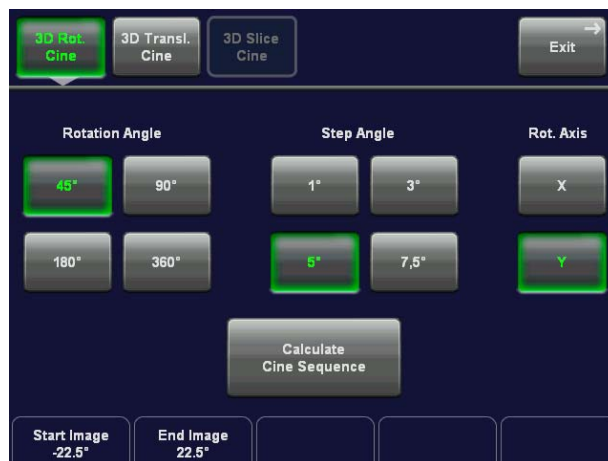 3D Rot.
Cine
3D Transl.
Cine
3D Slice
Cine
Exit
Rotation Angle
Step Angle
Rot. Axis
45°
90°
1°
3°
X
180°
360°
5°
7,5°
Y
Calculate
Cine Sequence
Start Image
-22.5°
End Image
22.5°